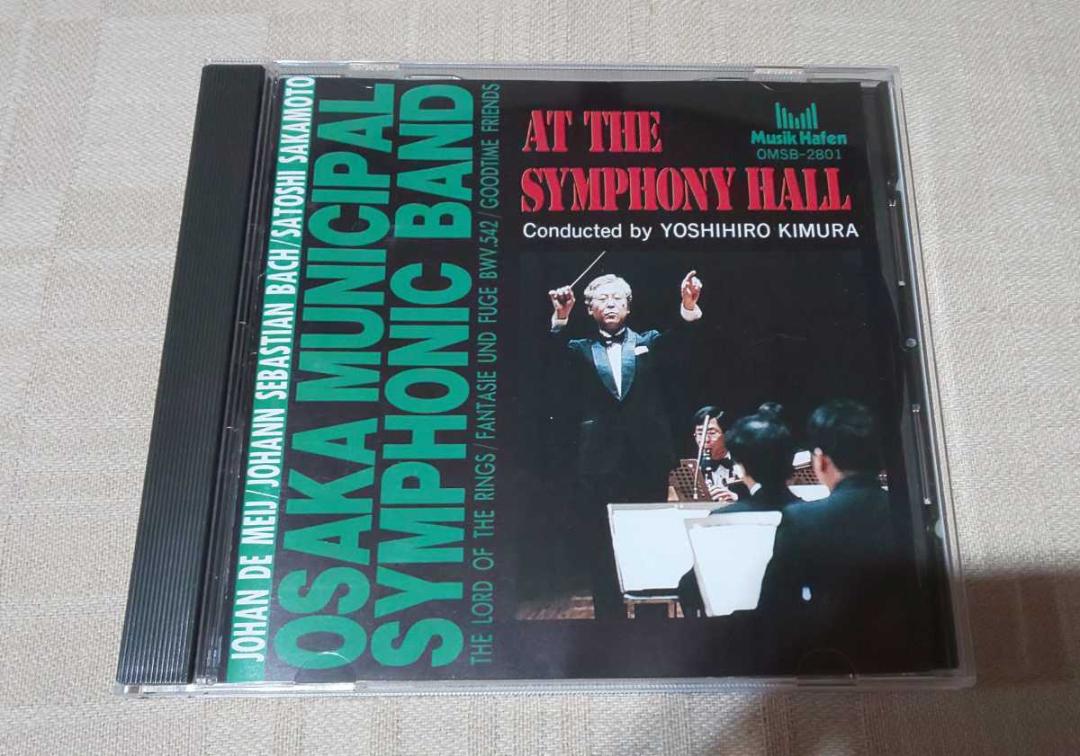 JOHAN DE MEIJ/JOHANN SEBASTIAN BACH/SATOSHI SAKAMOTO
OSAKA MUNICIPAL
SYMPHONIC BAND
THE LORD OF THE RINGS/FANTASIE UND FUGE BWV.542/GOODTIME FRIENDS
AT THE
SYMPHONY HALL
Conducted by YOSHIHIRO KIMURA
Musik Hafen
OMSB-2801